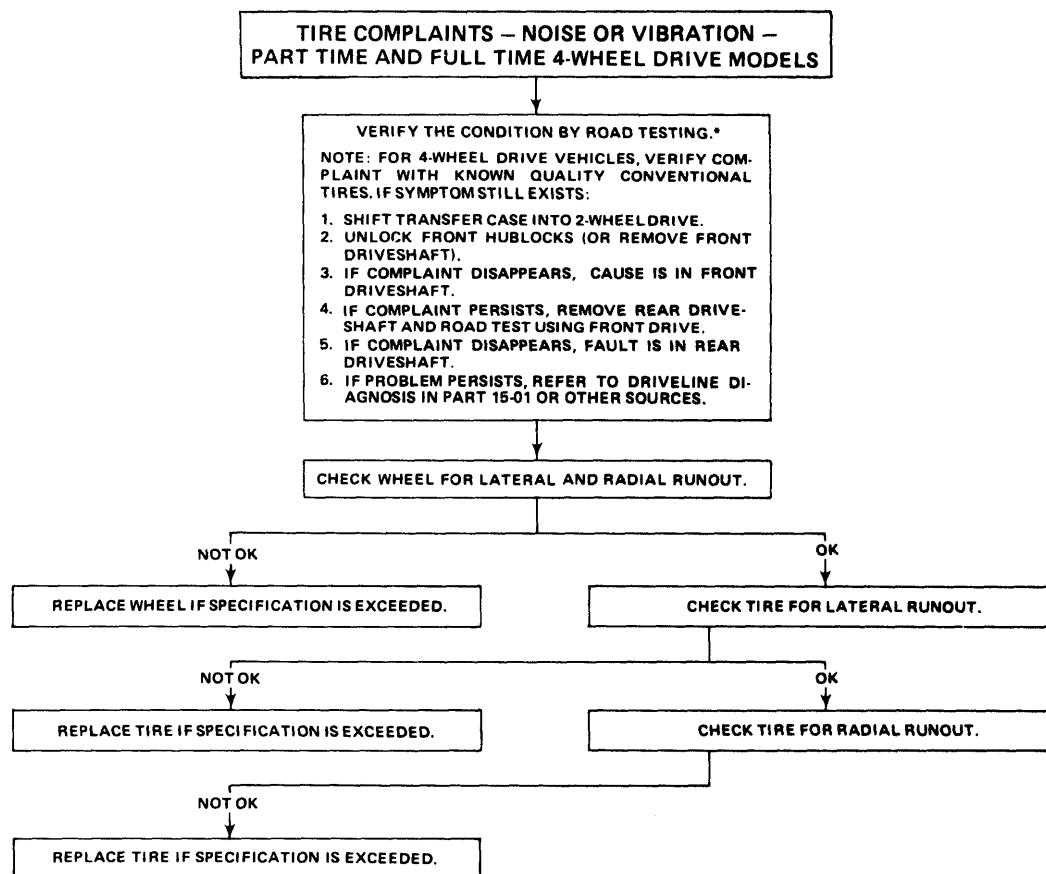 TIRE COMPLAINTS – NOISE OR VIBRATION –
PART TIME AND FULL TIME 4-WHEEL DRIVE MODELS
VERIFY THE CONDITION BY ROAD TESTING.*
NOTE: FOR 4-WHEEL DRIVE VEHICLES, VERIFY COM-
PLAINT WITH KNOWN QUALITY CONVENTIONAL
TIRES. IF SYMPTOM STILL EXISTS:
1. SHIFT TRANSFER CASE INTO 2-WHEEL DRIVE.
2. UNLOCK FRONT HUBLOCKS (OR REMOVE FRONT
DRIVESHAFT).
3. IF COMPLAINT DISAPPEARS, CAUSE IS IN FRONT
DRIVESHAFT.
4. IF COMPLAINT PERSISTS, REMOVE REAR DRIVE-
SHAFT AND ROAD TEST USING FRONT DRIVE.
5. IF COMPLAINT DISAPPEARS, FAULT IS IN REAR
DRIVESHAFT.
6. IF PROBLEM PERSISTS, REFER TO DRIVELINE DI-
AGNOSIS IN PART 15-01 OR OTHER SOURCES.
CHECK WHEEL FOR LATERAL AND RADIAL RUNOUT.
NOT OK
OK
REPLACE WHEEL IF SPECIFICATION IS EXCEEDED.
CHECK TIRE FOR LATERAL RUNOUT.
NOT OK
OK
REPLACE TIRE IF SPECIFICATION IS EXCEEDED.
CHECK TIRE FOR RADIAL RUNOUT.
NOT OK
REPLACE TIRE IF SPECIFICATION IS EXCEEDED.